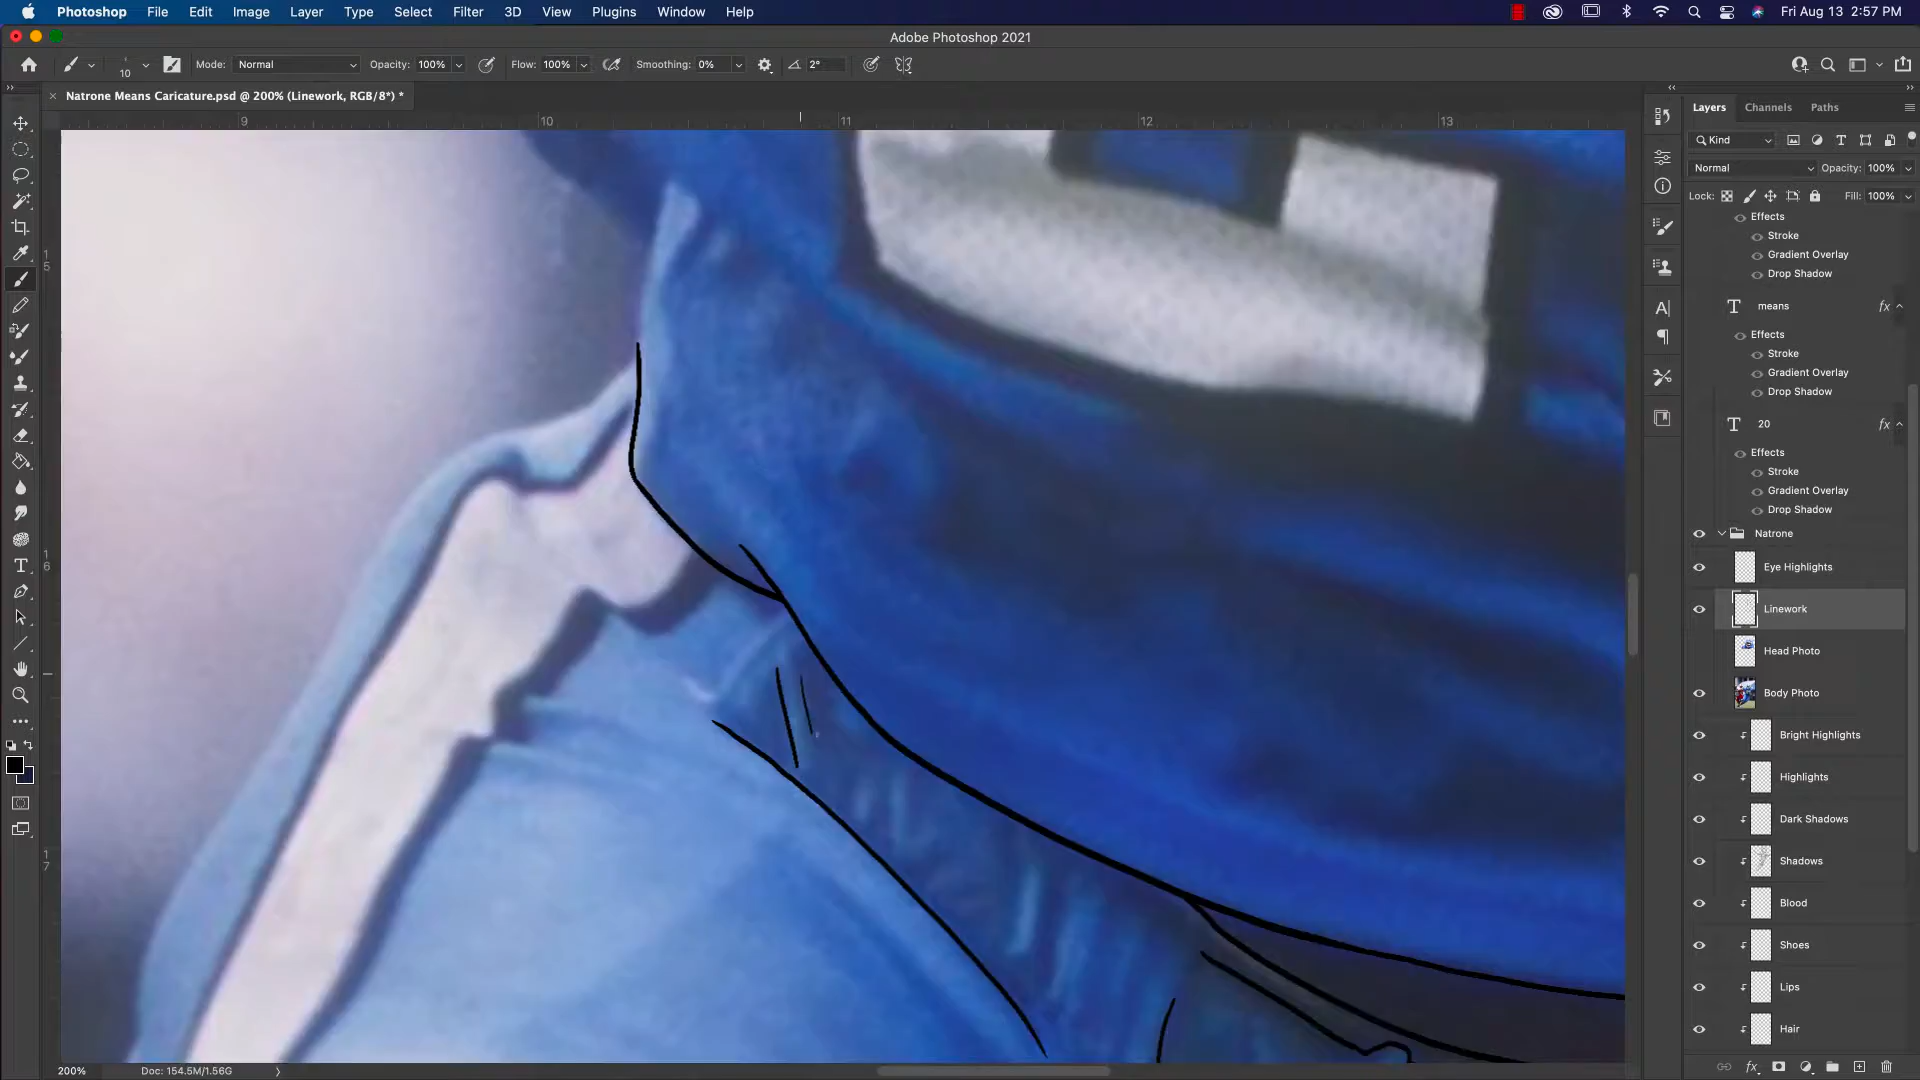 Photoshop File Edit Image Layer Type Select Filter 3D View Plugins Window Help Fri Aug 13 2:57 PM
Adobe Photoshop 2021
10 Mode: Normal Opacity: 100% Flow: 100% Smoothing: 0% 2°
Natrone Means Caricature.psd @ 200% (Linework, RGB/8*) *
Layers Channels Paths
9 10 11 12 13
Kind
Normal Opacity: 100%
Lock: Fill: 100%
Effects
Stroke
Gradient Overlay
Drop Shadow
means fx
Effects
Stroke
Gradient Overlay
Drop Shadow
20 fx
Effects
Stroke
Gradient Overlay
Drop Shadow
Natrone
Eye Highlights
Linework
Head Photo
Body Photo
Bright Highlights
Highlights
Dark Shadows
Shadows
Blood
Shoes
Lips
Hair
15
16
17
200% Doc: 154.5M/1.56G